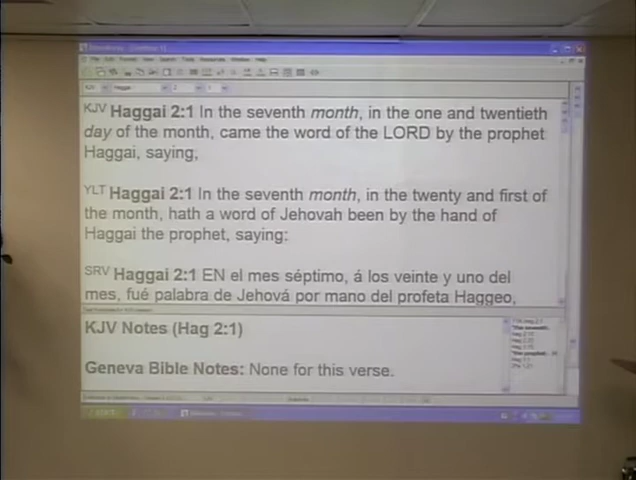 KJV Haggai 2:1 In the seventh month, in the one and twentieth
day of the month, came the word of the LORD by the prophet
Haggai, saying,
YLT Haggai 2:1 In the seventh month, in the twenty and first of
the month, hath a word of Jehovah been by the hand of
Haggai the prophet, saying:
SRV Haggai 2:1 EN el mes séptimo, á los veinte y uno del
mes, fué palabra de Jehová por mano del profeta Haggeo,
KJV Notes (Hag 2:1)
Geneva Bible Notes: None for this verse.